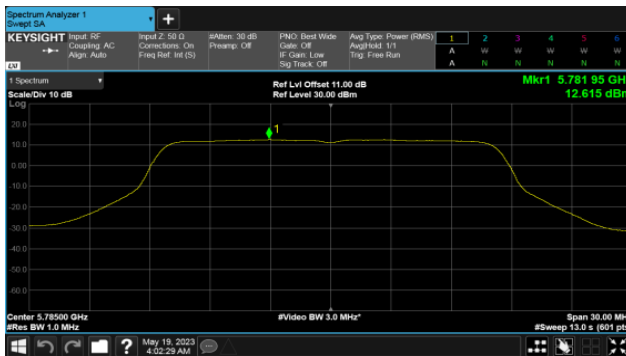 Spectrum Analyzer 1
Swept SA
KEYSIGHT
Input: RF
Coupling: AC
Align: Auto
Input Z: 50 Ω
Corrections: On
Freq Ref: Int (S)
#Atten: 30 dB
Preamp: Off
PNO: Best Wide
Gate: Off
IF Gain: Low
Sig Track: Off
Avg Type: Power (RMS)
Avg|Hold: 1/1
Trig: Free Run
1 2 3 4 5 6
A W W W W W
A N N N N N
LXI
1 Spectrum
Scale/Div 10 dB
Log
Ref Lvl Offset 11.00 dB
Ref Level 30.00 dBm
Mkr1 5.781 95 GH
12.615 dBm
1
20.0
10.0
0.00
-10.0
-20.0
-30.0
-40.0
-50.0
-60.0
Center 5.78500 GHz
#Res BW 1.0 MHz
#Video BW 3.0 MHz*
Span 30.00 MH
#Sweep 13.0 s (601 pts
?
May 19, 2023
4:02:29 AM